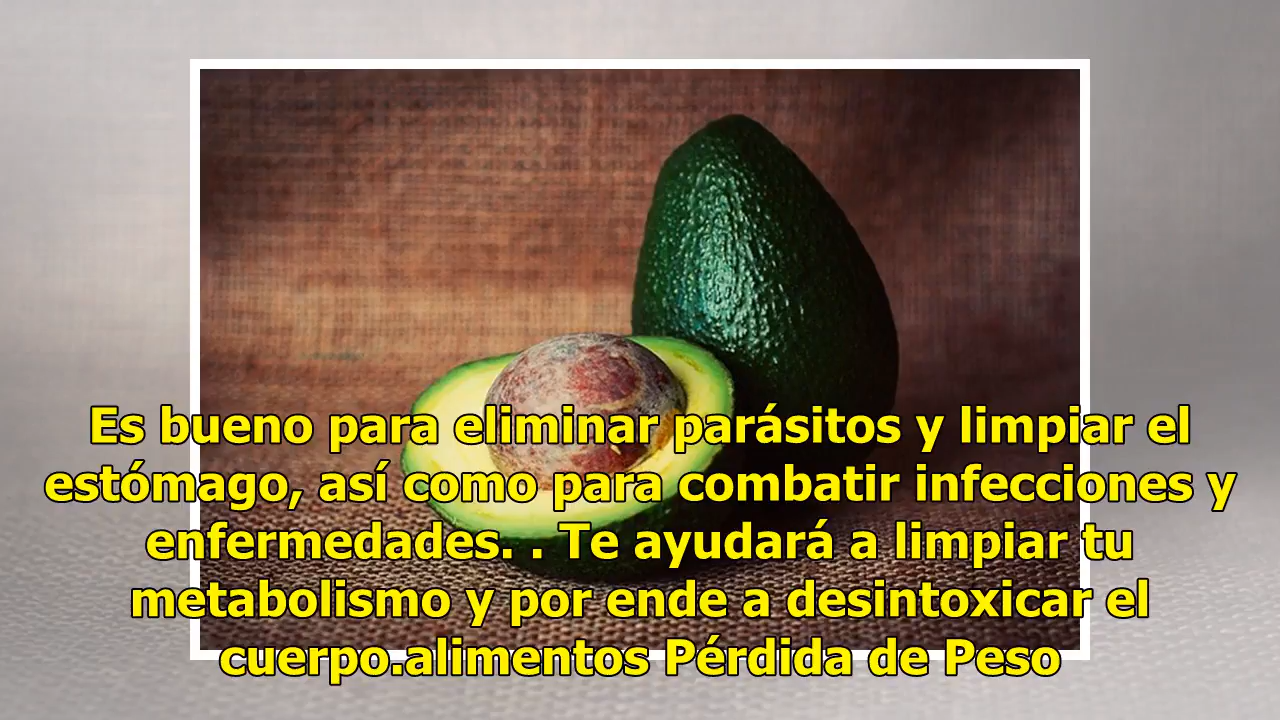 Es bueno para eliminar parásitos y limpiar el
estómago, así como para combatir infecciones y
enfermedades. . Te ayudará a limpiar tu
metabolismo y por ende a desintoxicar el
cuerpo.alimentos Pérdida de Peso